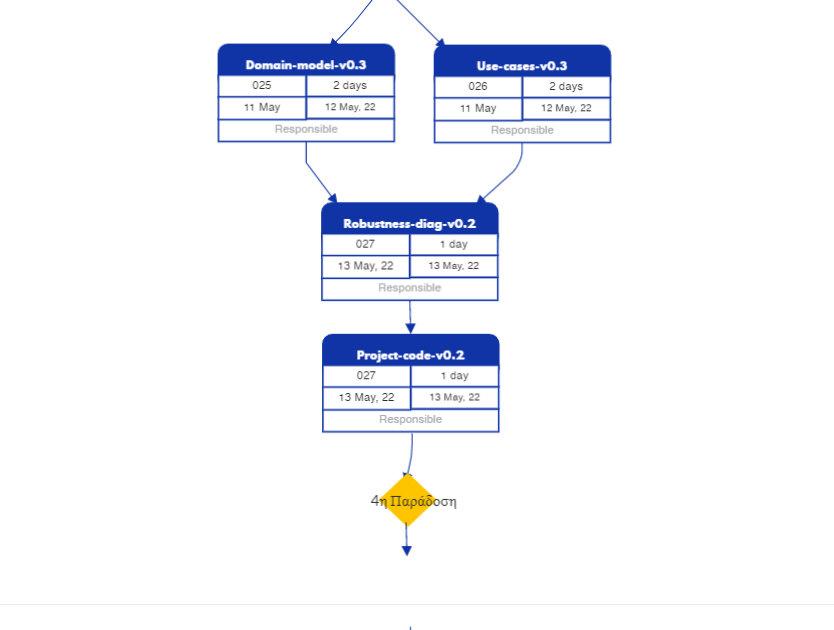 Domain-model-v0.3
025 2 days
11 May 12 May, 22
Responsible
Use-cases-v0.3
026 2 days
11 May 12 May, 22
Responsible
Robustness-diag-v0.2
027 1 day
13 May, 22 13 May, 22
Responsible
Project-code-v0.2
027 1 day
13 May, 22 13 May, 22
Responsible
4η Παράδοση